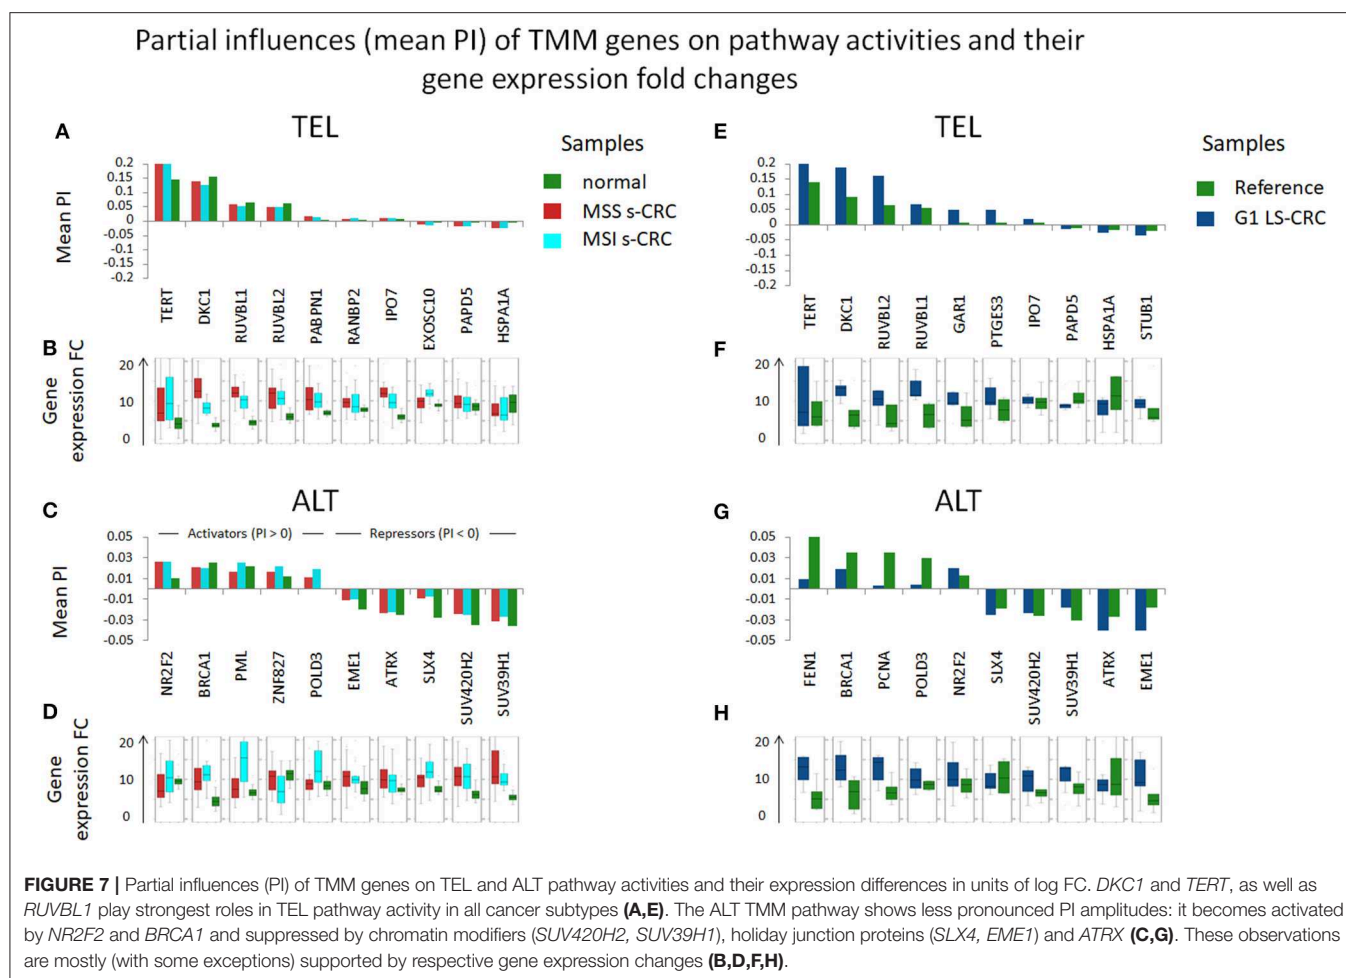 Partial influences (mean PI) of TMM genes on pathway activities and their
gene expression fold changes
A
TEL
Samples
normal
MSS s-CRC
MSI s-CRC
Mean PI
0.2
0.15
0.1
0.05
0
-0.05
-0.1
-0.15
-0.2
TERT
DKC1
RUVBL1
RUVBL2
PABPN1
RANBP2
IPO7
EXOSC10
PAPD5
HSPA1A
B
Gene
expression FC
20
10
0
C
ALT
Activators (PI > 0)
Repressors (PI < 0)
Mean PI
0.05
0.03
0.01
-0.01
-0.03
-0.05
NR2F2
BRCA1
PML
ZNF827
POLD3
EME1
ATRX
SLX4
SUV420H2
SUV39H1
D
Gene
expression FC
20
10
0
E
TEL
Samples
Reference
G1 LS-CRC
0.2
0.15
0.1
0.05
0
-0.05
-0.1
-0.15
-0.2
TERT
DKC1
RUVBL2
RUVBL1
GAR1
PTGES3
IPO7
PAPD5
HSPA1A
STUB1
F
20
10
0
G
ALT
0.05
0.03
0.01
-0.01
-0.03
-0.05
FEN1
BRCA1
PCNA
POLD3
NR2F2
SLX4
SUV420H2
SUV39H1
ATRX
EME1
H
20
10
0
FIGURE 7 | Partial influences (PI) of TMM genes on TEL and ALT pathway activities and their expression differences in units of log FC. DKC1 and TERT, as well as
RUVBL1 play strongest roles in TEL pathway activity in all cancer subtypes (A,E). The ALT TMM pathway shows less pronounced PI amplitudes: it becomes activated
by NR2F2 and BRCA1 and suppressed by chromatin modifiers (SUV420H2, SUV39H1), holiday junction proteins (SLX4, EME1) and ATRX (C,G). These observations
are mostly (with some exceptions) supported by respective gene expression changes (B,D,F,H).